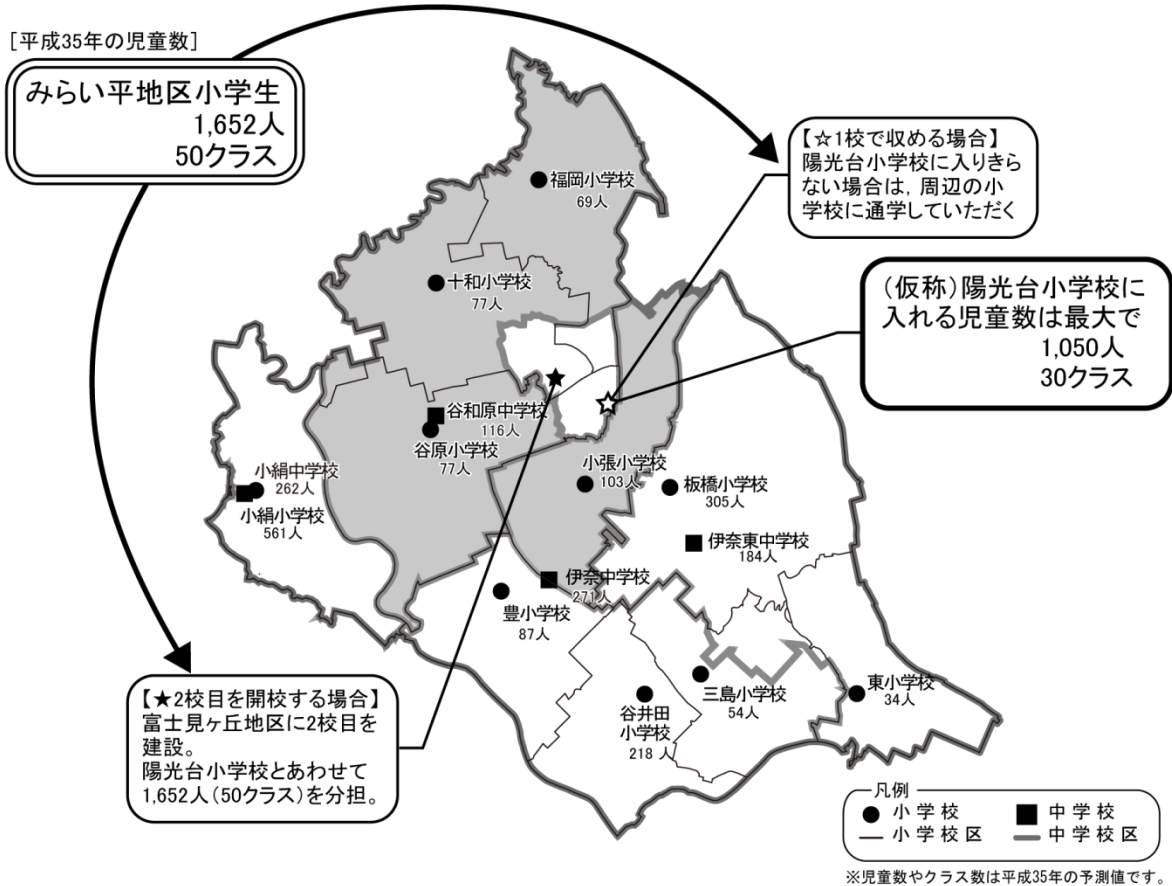 [平成35年の児童数]
みらい平地区小学生
1,652人
50クラス
【☆1校で収める場合】
陽光台小学校に入りきら
ない場合は，周辺の小
学校に通学していただく
福岡小学校
69人
十和小学校
77人
(仮称)陽光台小学校に
入れる児童数は最大で
1,050人
30クラス
谷和原中学校
116人
谷原小学校
77人
小張小学校
103人
板橋小学校
305人
小絹中学校
262人
小絹小学校
561人
伊奈東中学校
184人
伊奈中学校
271人
豊小学校
87人
三島小学校
54人
東小学校
34人
谷井田
小学校
218 人
【★2校目を開校する場合】
富士見ヶ丘地区に2校目を
建設。
陽光台小学校とあわせて
1,652人(50クラス)を分担。
凡例
小 学 校
中 学 校
小 学 校 区
中 学 校 区
※児童数やクラス数は平成35年の予測値です。